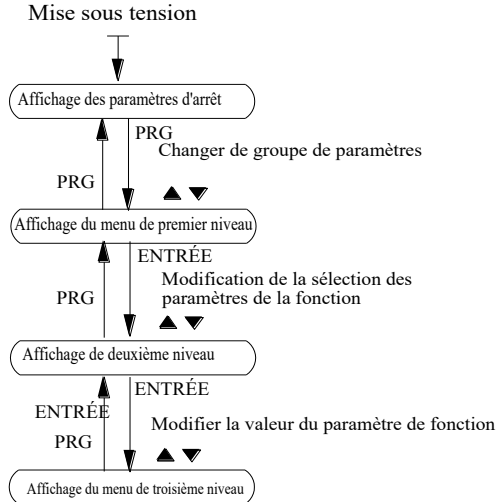 Mise sous tension
Affichage des paramètres d'arrêt
PRG
Changer de groupe de paramètres
PRG
▲ ▼
Affichage du menu de premier niveau
ENTRÉE
Modification de la sélection des
paramètres de la fonction
PRG
▲ ▼
Affichage de deuxième niveau
ENTRÉE
ENTRÉE
Modifier la valeur du paramètre de fonction
PRG
▲ ▼
Affichage du menu de troisième niveau